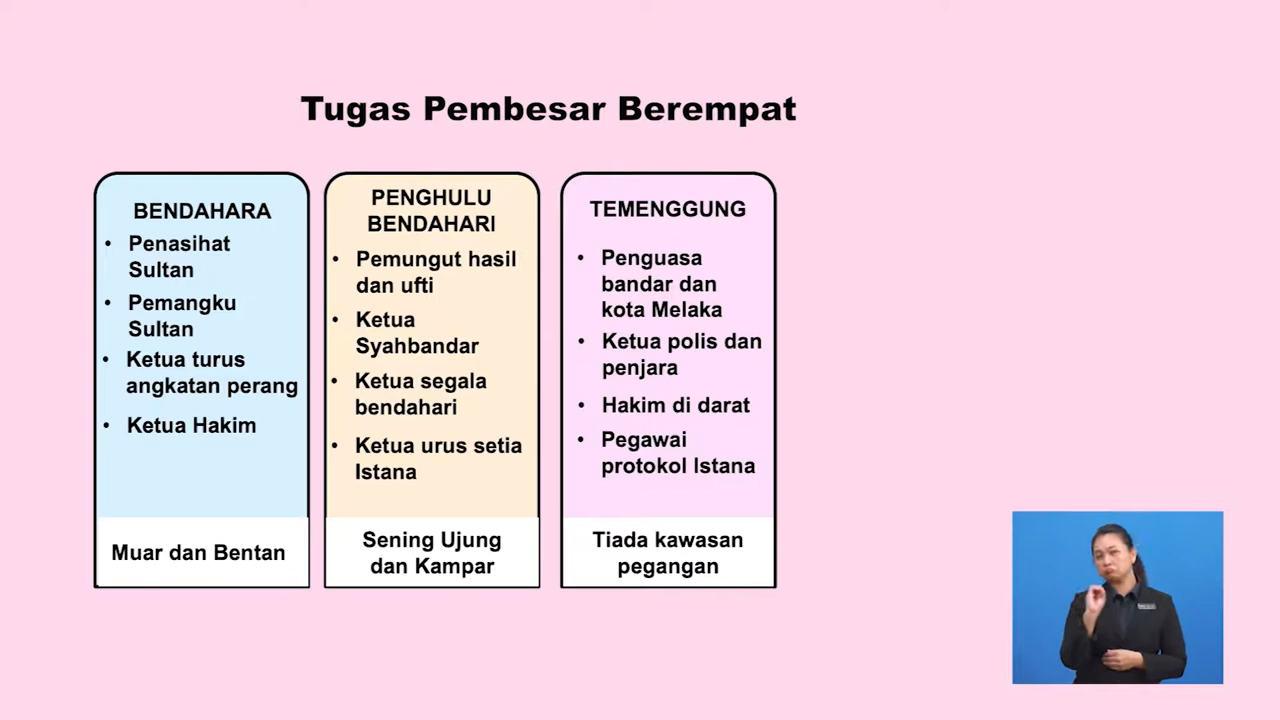 Tugas Pembesar Berempat
BENDAHARA
• Penasihat
Sultan
• Pemangku
Sultan
• Ketua turus
angkatan perang
• Ketua Hakim
Muar dan Bentan
PENGHULU
BENDAHARI
• Pemungut hasil
dan ufti
• Ketua
Syahbandar
• Ketua segala
bendahari
• Ketua urus setia
Istana
Sening Ujung
dan Kampar
TEMENGGUNG
• Penguasa
bandar dan
kota Melaka
• Ketua polis dan
penjara
• Hakim di darat
• Pegawai
protokol Istana
Tiada kawasan
pegangan